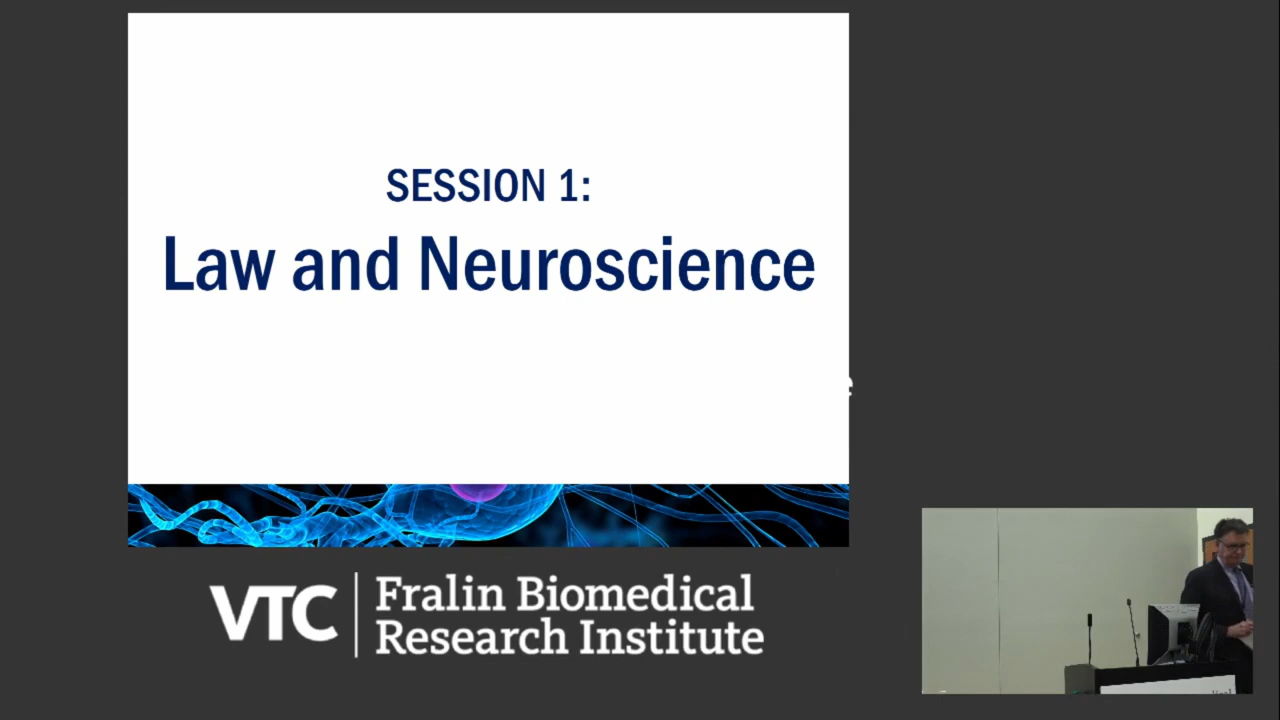 SESSION 1:
Law and Neuroscience
e
VTC
Fralin Biomedical
Research Institute